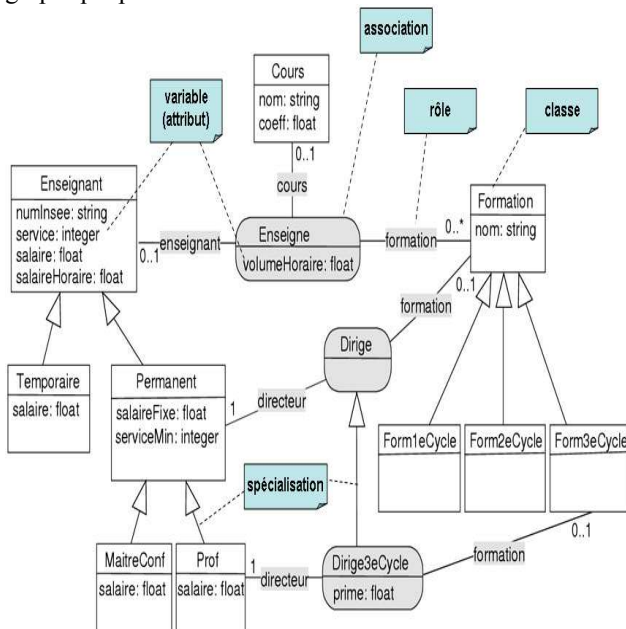 association
Cours
nom: string
coeff: float
variable
(attribut)
rôle
classe
0..1
cours
Enseignant
numInsee: string
service: integer
salaire: float
salaireHoraire: float
0..1
enseignant
Enseigne
volumeHoraire: float
formation
0..*
Formation
nom: string
0..1
formation
Dirige
Temporaire
salaire: float
Permanent
salaireFixe: float
serviceMin: integer
1
directeur
Form1eCycle
Form2eCycle
Form3eCycle
spécialisation
0..1
formation
MaitreConf
salaire: float
Prof
salaire: float
1
directeur
Dirige3eCycle
prime: float